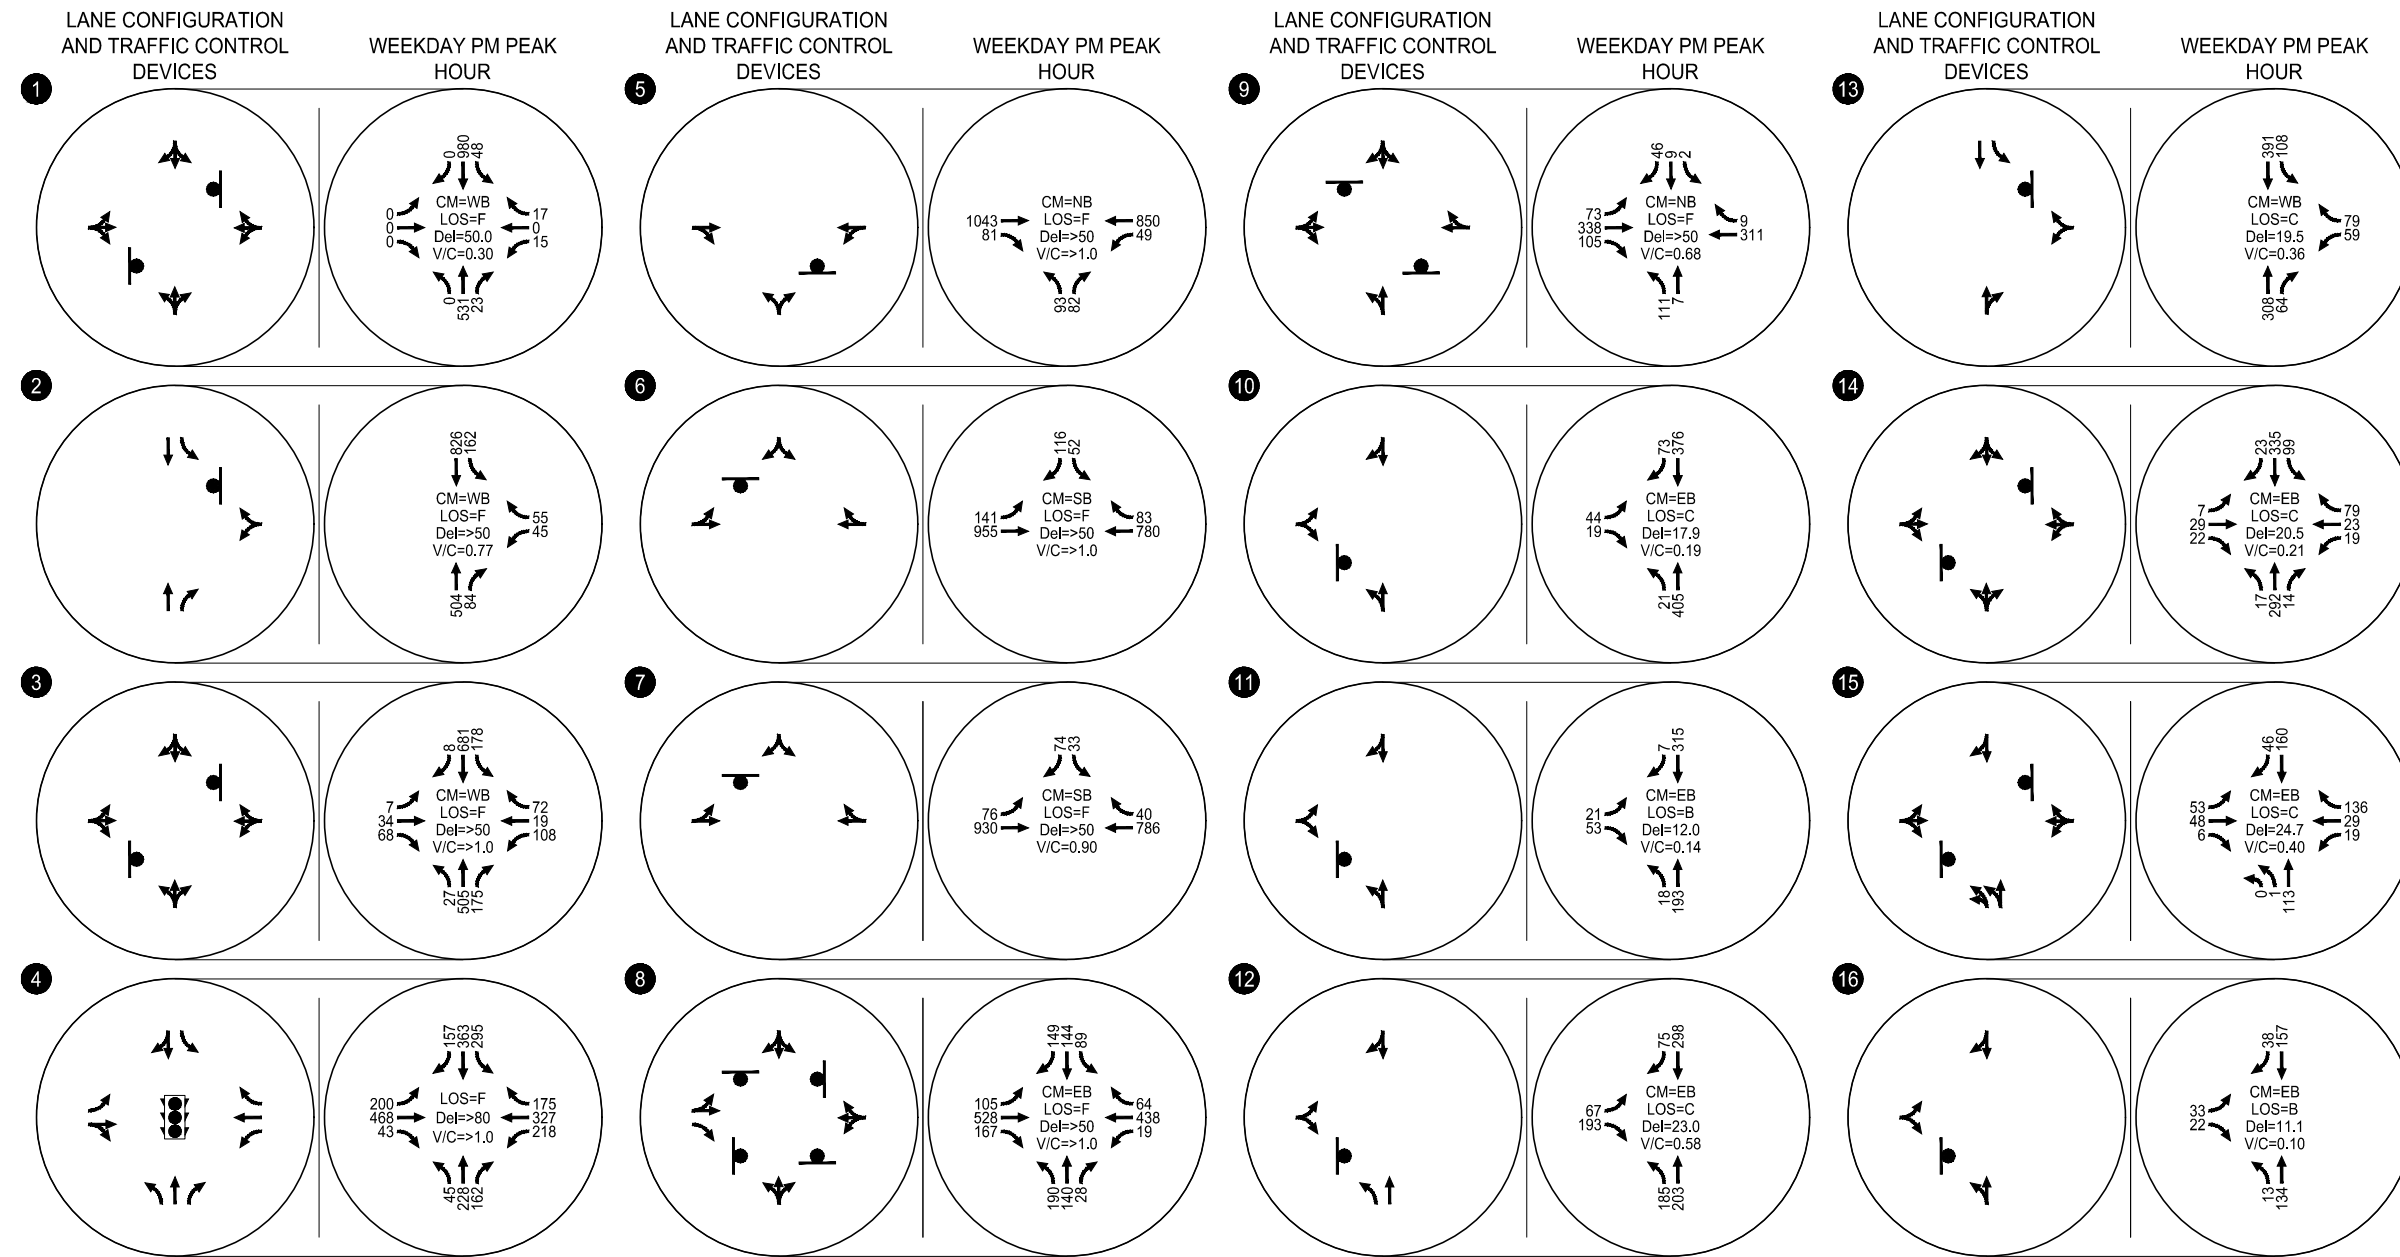 LANE CONFIGURATION
AND TRAFFIC CONTROL
DEVICES
WEEKDAY PM PEAK
HOUR
LANE CONFIGURATION
AND TRAFFIC CONTROL
DEVICES
WEEKDAY PM PEAK
HOUR
LANE CONFIGURATION
AND TRAFFIC CONTROL
DEVICES
WEEKDAY PM PEAK
HOUR
LANE CONFIGURATION
AND TRAFFIC CONTROL
DEVICES
WEEKDAY PM PEAK
HOUR
1
0
980
48
CM=WB
LOS=F
Del=50.0
V/C=0.30
0
0
0
17
0
15
0
531
23
2
826
162
CM=WB
LOS=F
Del=>50
V/C=0.77
55
45
504
84
3
8
681
178
CM=WB
LOS=F
Del=>50
V/C=>1.0
7
34
68
72
19
108
27
505
175
4
157
363
295
LOS=F
Del=>80
V/C=>1.0
200
468
43
175
327
218
45
228
162
5
CM=NB
LOS=F
Del=>50
V/C=>1.0
1043
81
850
49
93
82
6
116
52
CM=SB
LOS=F
Del=>50
V/C=>1.0
141
955
83
780
7
74
33
CM=SB
LOS=F
Del=>50
V/C=0.90
76
930
40
786
8
149
144
89
CM=EB
LOS=F
Del=>50
V/C=>1.0
105
528
167
64
438
19
190
140
28
9
46
9
2
CM=NB
LOS=F
Del=>50
V/C=0.68
73
338
105
9
311
111
7
10
73
376
CM=EB
LOS=C
Del=17.9
V/C=0.19
44
19
21
405
11
7
315
CM=EB
LOS=B
Del=12.0
V/C=0.14
21
53
18
193
12
75
298
CM=EB
LOS=C
Del=23.0
V/C=0.58
67
193
185
203
13
391
108
CM=WB
LOS=C
Del=19.5
V/C=0.36
79
59
308
64
14
23
335
99
CM=EB
LOS=C
Del=20.5
V/C=0.21
7
29
22
79
23
19
17
292
14
15
46
160
CM=EB
LOS=C
Del=24.7
V/C=0.40
53
48
6
136
29
19
0
1
113
16
38
157
CM=EB
LOS=B
Del=11.1
V/C=0.10
33
22
13
134